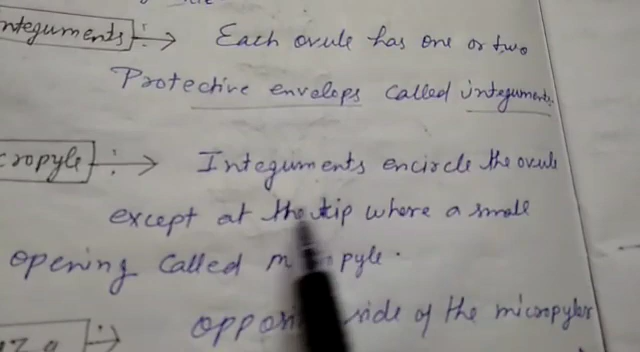 nteguments :→ Each ovule has one or two
Protective envelops called integuments.
cropyle :→ Integuments encircle the ovule
except at the tip where a small
opening called m pyle.
side of the micropylar